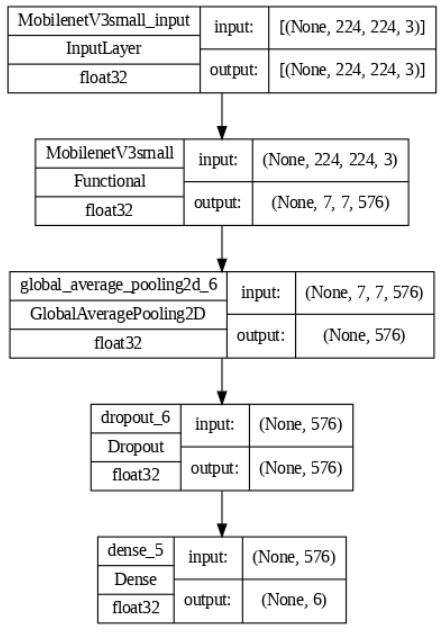 MobilenetV3small_input
InputLayer
float32
input:
[(None, 224, 224, 3)]
output:
[(None, 224, 224, 3)]
MobilenetV3small
Functional
float32
input:
(None, 224, 224, 3)
output:
(None, 7, 7, 576)
global_average_pooling2d_6
GlobalAveragePooling2D
float32
input:
(None, 7, 7, 576)
output:
(None, 576)
dropout_6
Dropout
float32
input:
(None, 576)
output:
(None, 576)
dense_5
Dense
float32
input:
(None, 576)
output:
(None, 6)